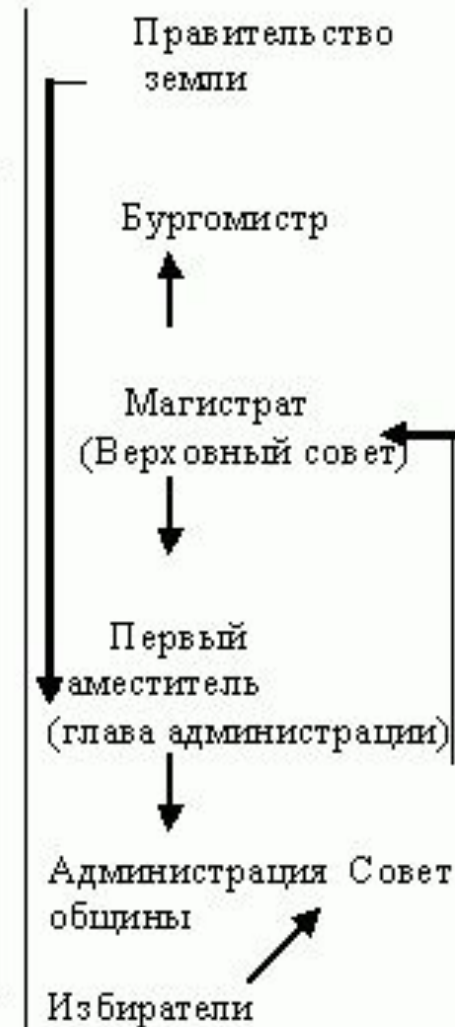 Правительство
земли
Бургомистр
Магистрат
(Верховный совет)
Первый
аместитель
(глава администрации)
Администрация Совет
общины
Избиратели